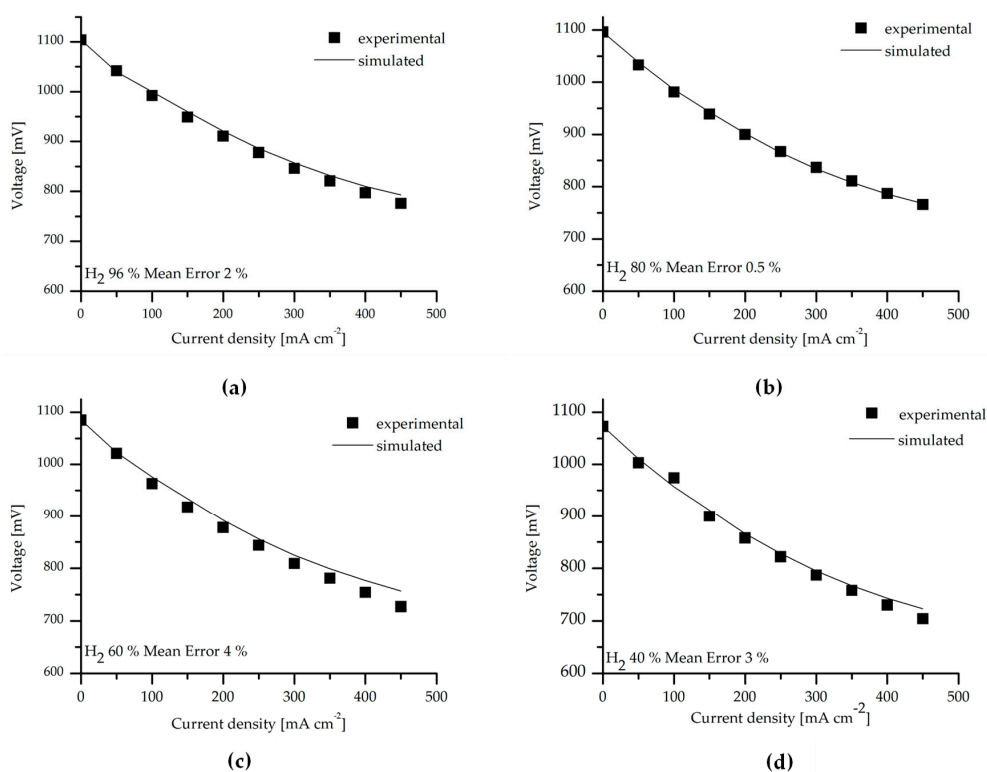 1100
1000
900
800
700
600
Voltage [mV]
experimental
simulated
H2 96 % Mean Error 2 %
0 100 200 300 400 500
Current density [mA cm-2]
(a)
1100
1000
900
800
700
600
Voltage [mV]
experimental
simulated
H2 80 % Mean Error 0.5 %
0 100 200 300 400 500
Current density [mA cm-2]
(b)
1100
1000
900
800
700
600
Voltage [mV]
experimental
simulated
H2 60 % Mean Error 4 %
0 100 200 300 400 500
Current density [mA cm-2]
(c)
1100
1000
900
800
700
600
Voltage [mV]
experimental
simulated
H2 40 % Mean Error 3 %
0 100 200 300 400 500
Current density [mA cm-2]
(d)